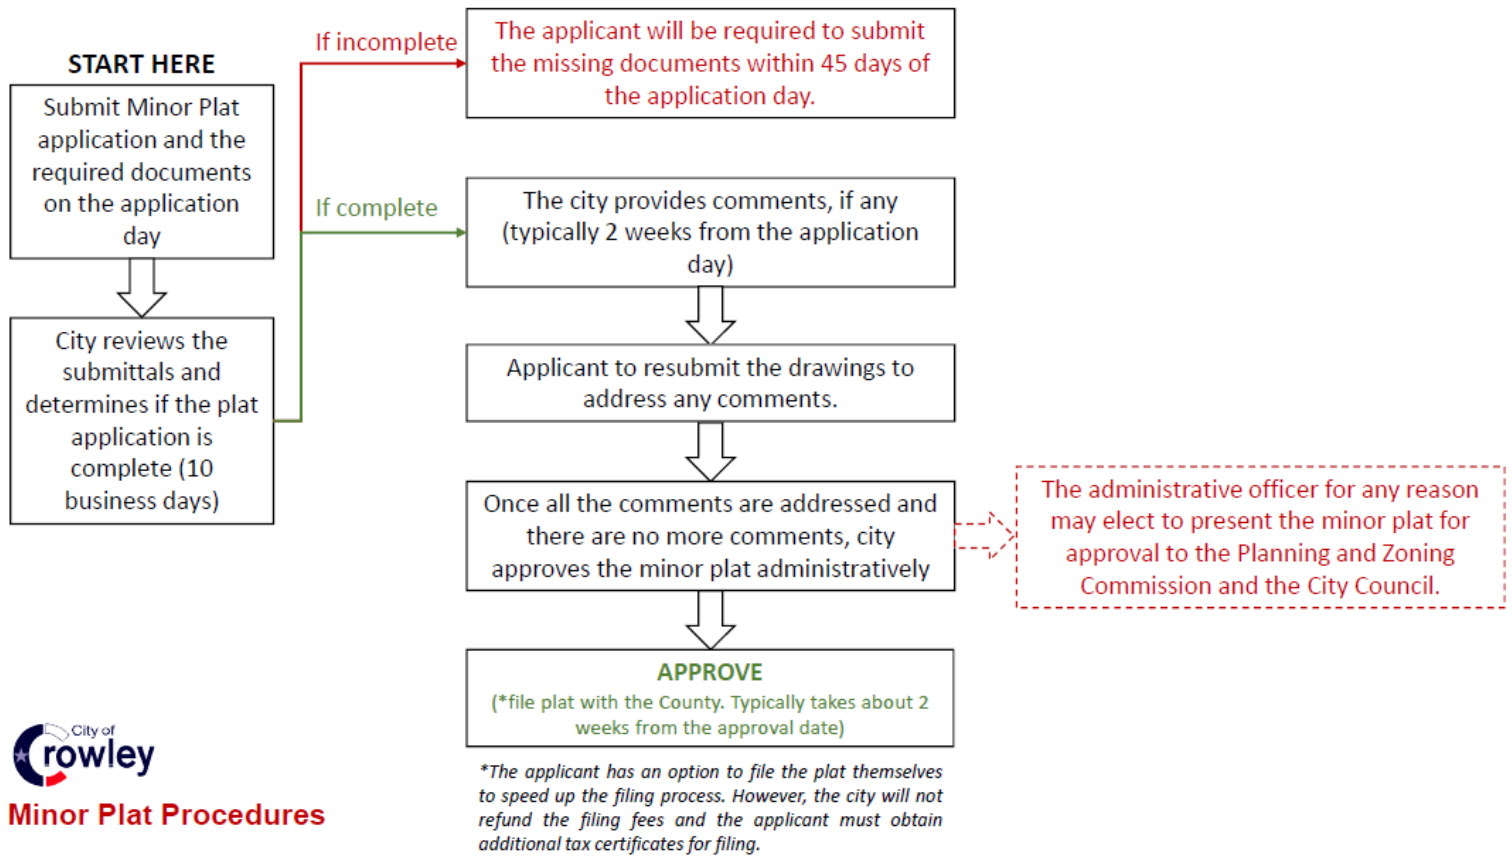 START HERE
Submit Minor Plat
application and the
required documents
on the application
day
City reviews the
submittals and
determines if the plat
application is
complete (10
business days)
If incomplete
The applicant will be required to submit
the missing documents within 45 days of
the application day.
If complete
The city provides comments, if any
(typically 2 weeks from the application
day)
Applicant to resubmit the drawings to
address any comments.
Once all the comments are addressed and
there are no more comments, city
approves the minor plat administratively
The administrative officer for any reason
may elect to present the minor plat for
approval to the Planning and Zoning
Commission and the City Council.
APPROVE
(*file plat with the County. Typically takes about 2
weeks from the approval date)
*The applicant has an option to file the plat themselves
to speed up the filing process. However, the city will not
refund the filing fees and the applicant must obtain
additional tax certificates for filing.
City of
Crowley
Minor Plat Procedures